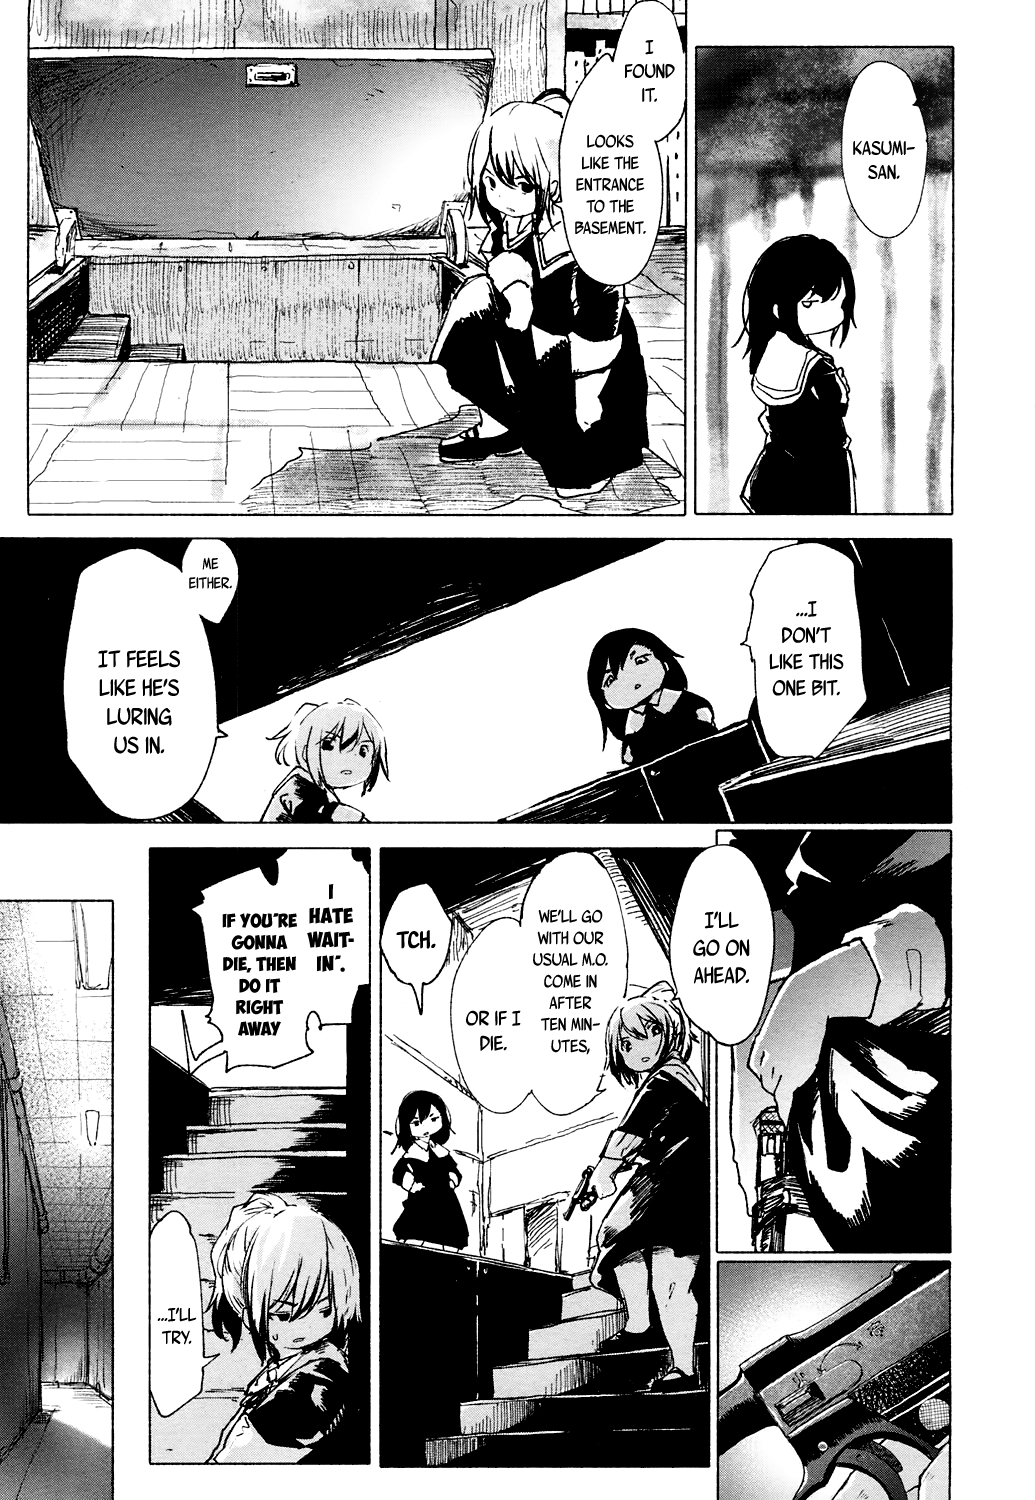 KASUMI-
SAN.
I
FOUND
IT.
LOOKS
LIKE THE
ENTRANCE
TO THE
BASEMENT.
...I
DON'T
LIKE THIS
ONE BIT.
ME
EITHER.
IT FEELS
LIKE HE'S
LURING
US IN.
I'LL
GO ON
AHEAD.
WE'LL GO
WITH OUR
USUAL M.O.
COME IN
AFTER
TEN MIN-
UTES,
OR IF I
DIE.
TCH.
I
HATE
WAIT-
IN".
IF YOU"RE
GONNA
DIE, THEN
DO IT
RIGHT
AWAY
...I'LL
TRY.